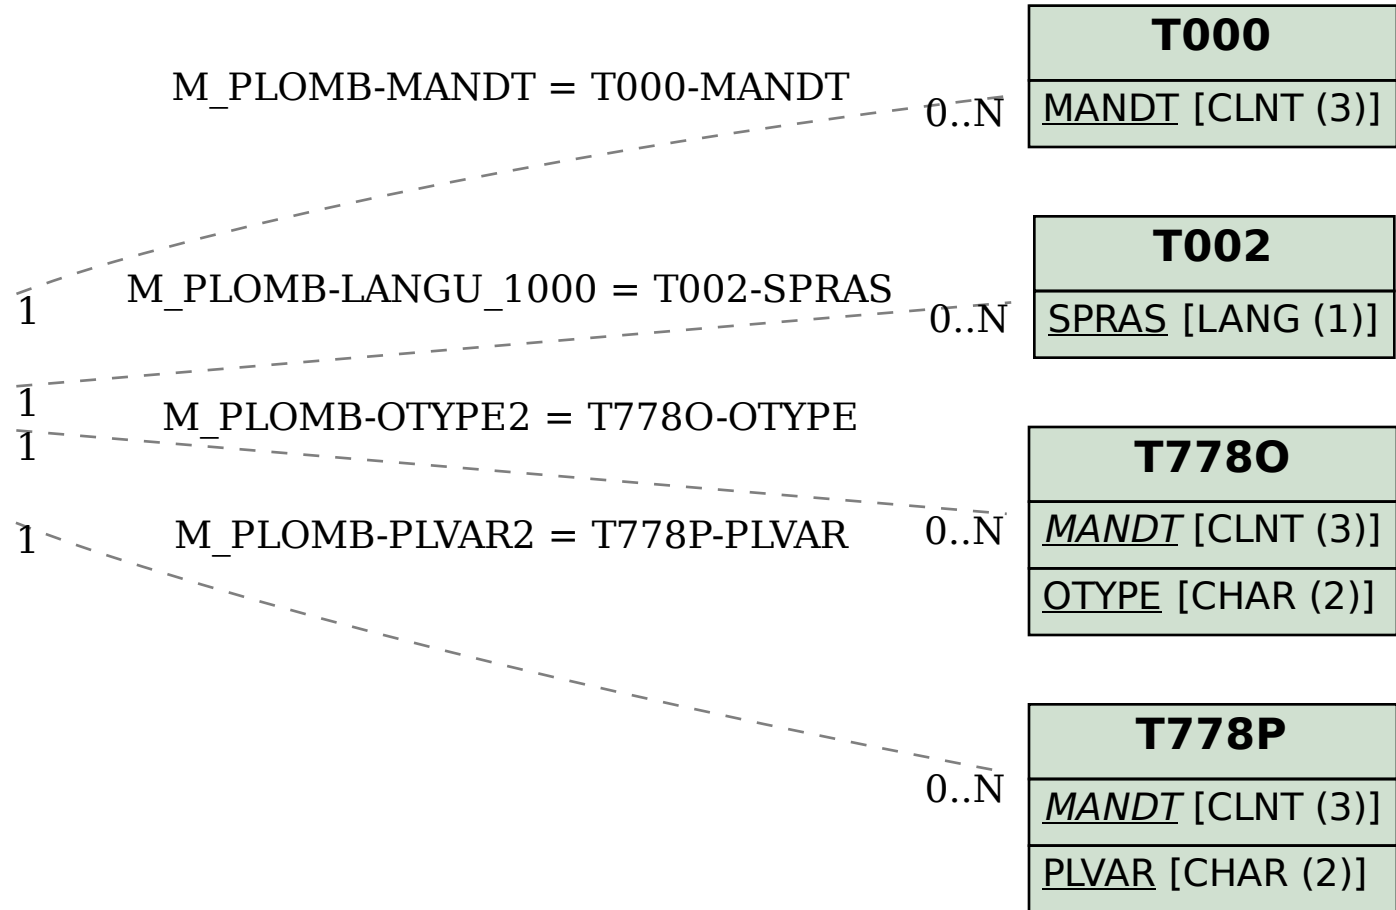 T000
M_PLOMB-MANDT = T000-MANDT
0..N
MANDT [CLNT (3)]
T002
M_PLOMB-LANGU_1000 = T002-SPRAS
1
0..N
SPRAS [LANG (1)]
1
M_PLOMB-OTYPE2 = T778O-OTYPE
1
T778O
M_PLOMB-PLVAR2 = T778P-PLVAR
1
0..N
MANDT [CLNT (3)]
OTYPE [CHAR (2)]
T778P
0..N
MANDT [CLNT (3)]
PLVAR [CHAR (2)]